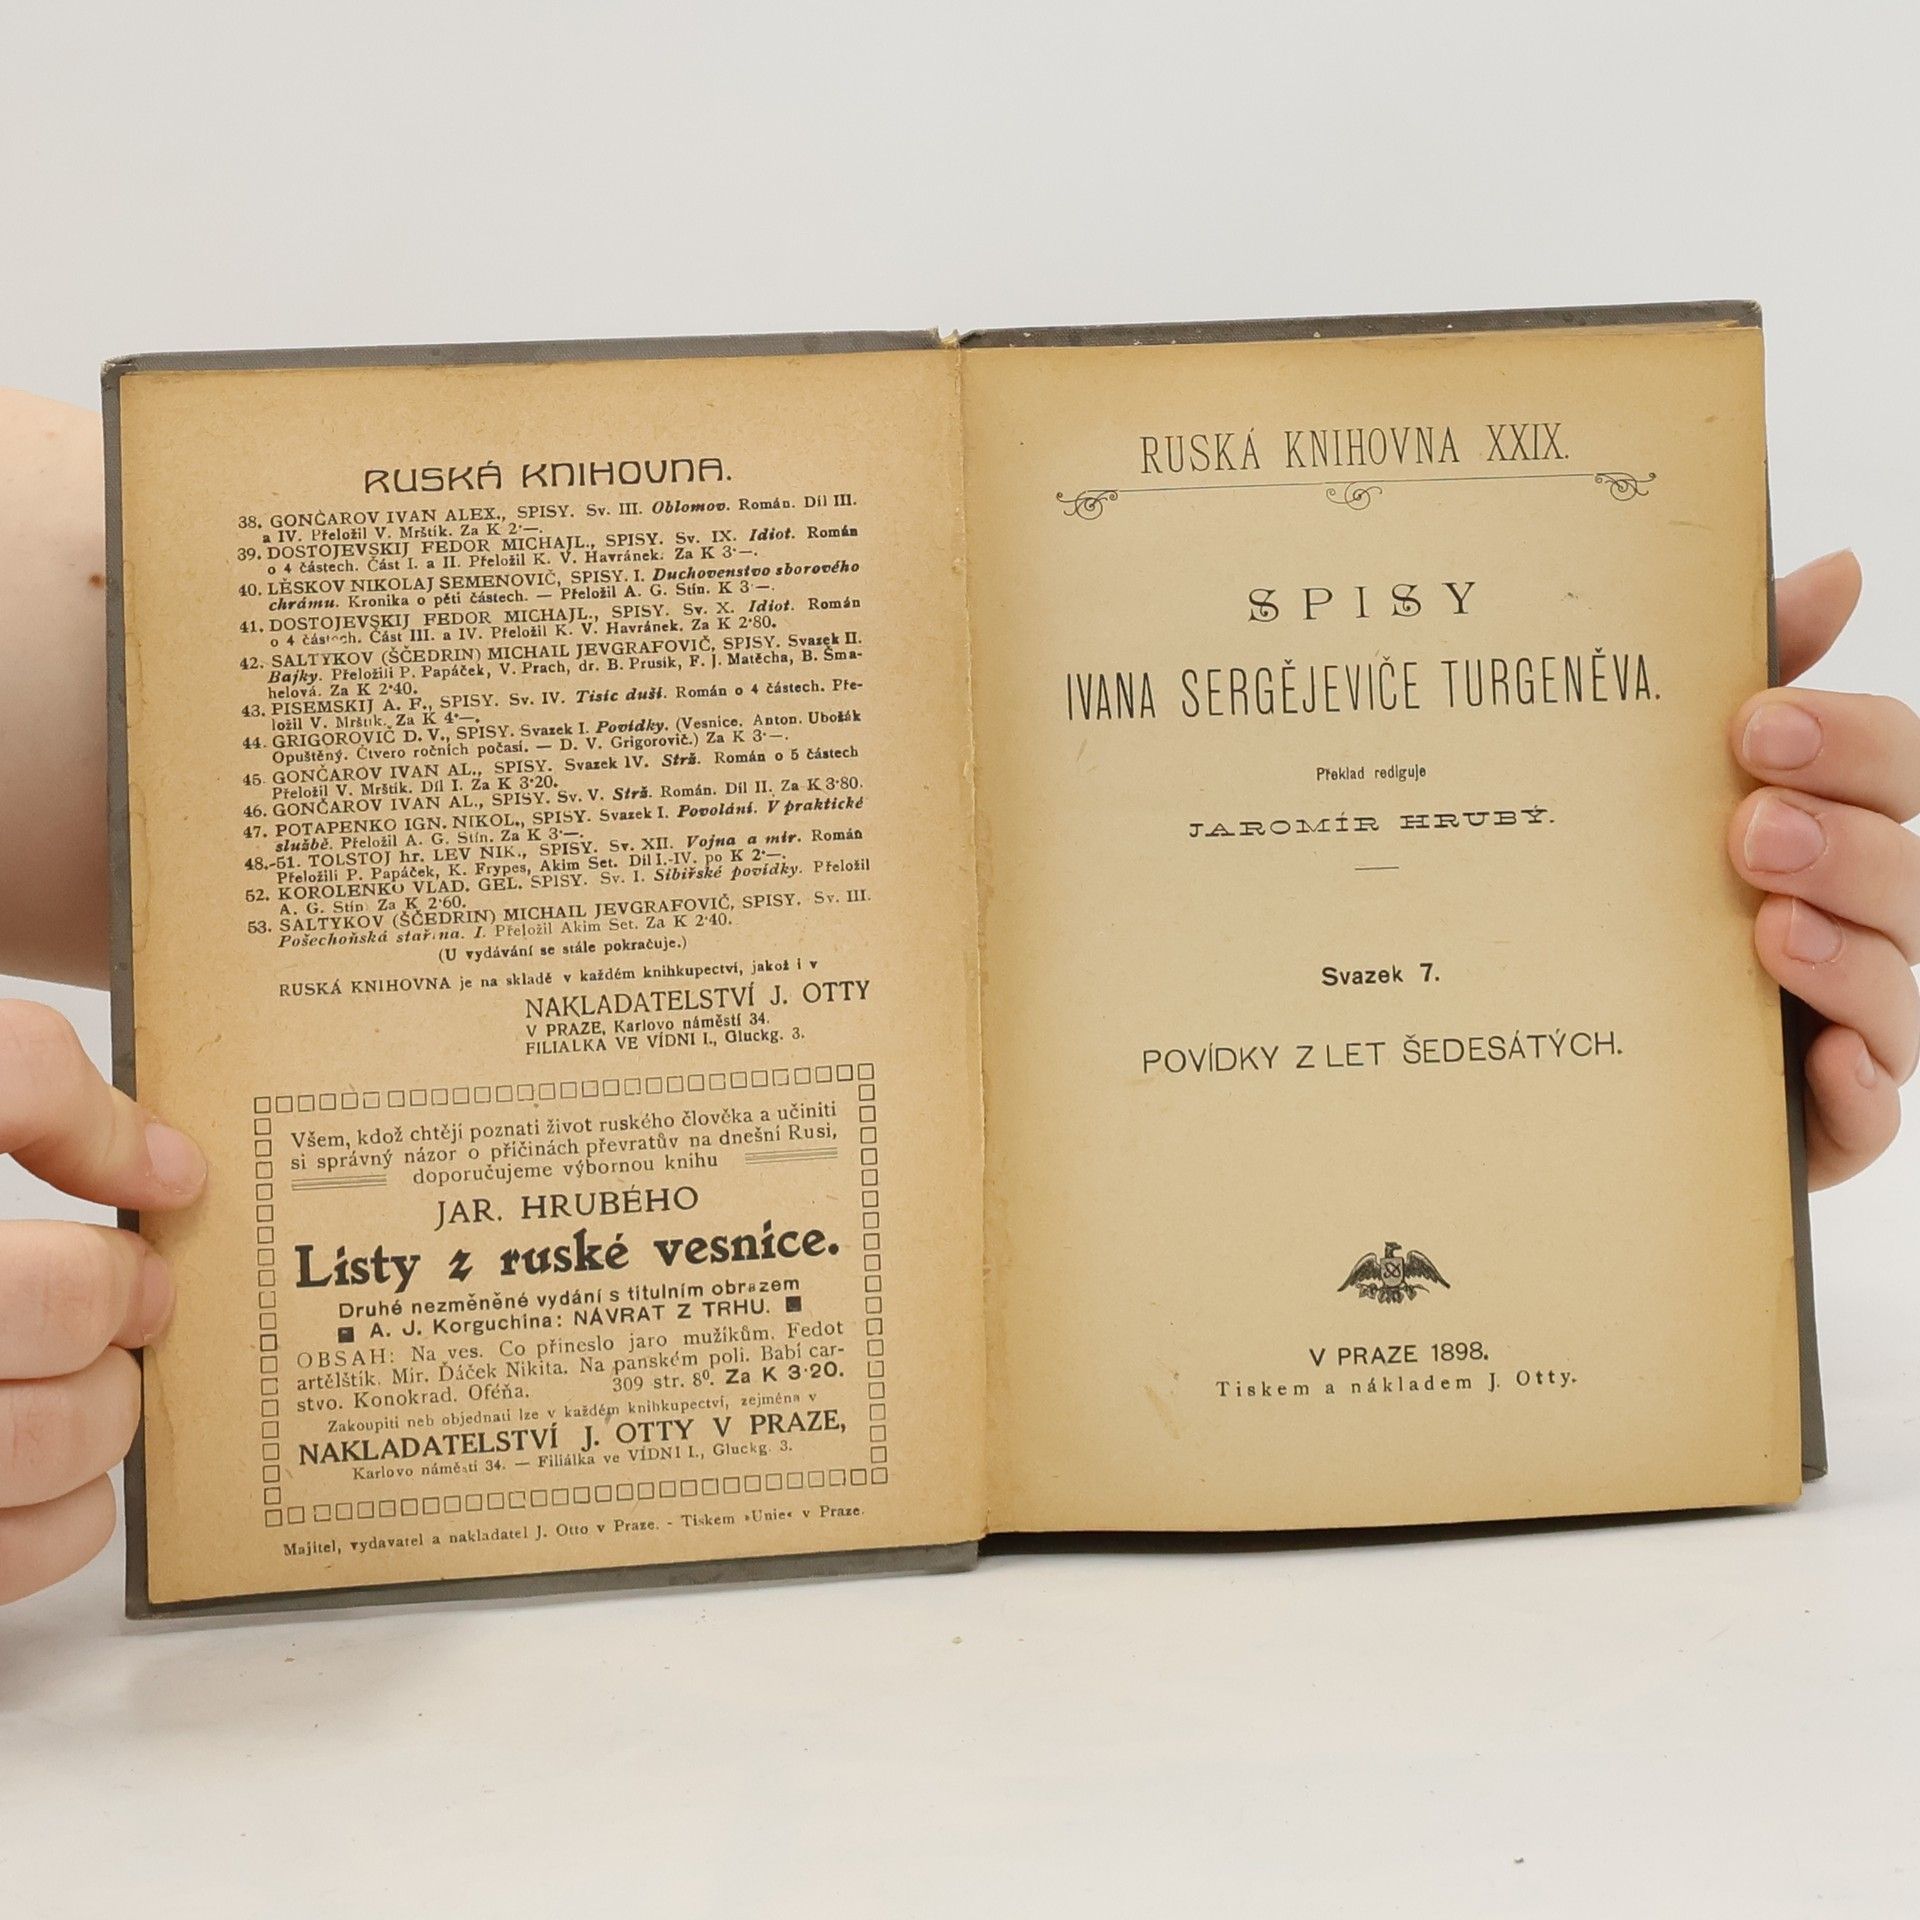 RUSKÁ KNIHOVNA.
38. GONČAROV IVAN ALEX., SPISY. Sv. III. Oblomov. Román. Díl III.
a IV. Přeložil V. Mrštík. Za K 2·—.
39. DOSTOJEVSKIJ FEDOR MICHAJL., SPISY. Sv. IX. Idiot. Román
o 4 částech. Část I. a II. Přeložil K. V. Havránek. Za K 3·—.
40. LĚSKOV NIKOLAJ SEMENOVIČ, SPISY. I. Duchovenstvo sborového
chrámu. Kronika o pěti částech. — Přeložil A. G. Stín. K 3·—.
41. DOSTOJEVSKIJ FEDOR MICHAJL., SPISY. Sv. X. Idiot. Román
o 4 částech. Část III. a IV. Přeložil K. V. Havránek. Za K 2·80.
42. SALTYKOV (ŠČEDRIN) MICHAIL JEVGRAFOVIČ, SPISY. Svazek II.
Bajky. Přeložili P. Papáček, V. Prach, dr. B. Prusík, F. J. Matěcha, B. Šma-
helová. Za K 2·40.
43. PISEMSKIJ A. F., SPISY. Sv. IV. Tisíc duší. Román o 4 částech. Pře-
ložil V. Mrštík. Za K 4·—.
44. GRIGOROVIČ D. V., SPISY. Svazek I. Povídky. (Vesnice. Anton. Ubožák
Opuštěný. Čtvero ročních počasí. — D. V. Grigorovič.) Za K 3·—.
45. GONČAROV IVAN AL., SPISY. Svazek IV. Strž. Román o 5 částech
Přeložil V. Mrštík. Díl I. Za K 3·20.
46. GONČAROV IVAN AL., SPISY. Sv. V. Strž. Román. Díl II. Za K 3·80.
47. POTAPENKO IGN. NIKOL., SPISY. Svazek I. Povolání. V praktické
službě. Přeložil A. G. Stín. Za K 3·—.
48.-51. TOLSTOJ hr. LEV NIK., SPISY. Sv. XII. Vojna a mír. Román
Přeložili P. Papáček, K. Frypes, Akim Set. Díl I.-IV. po K 2·—.
52. KOROLENKO VLAD. GEL. SPISY. Sv. I. Sibiřské povídky. Přeložil
A. G. Stín. Za K 2·60.
53. SALTYKOV (ŠČEDRIN) MICHAIL JEVGRAFOVIČ, SPISY. Sv. III.
Pošechoňská stařina. I. Přeložil Akim Set. Za K 2·40.
(U vydávání se stále pokračuje.)
RUSKÁ KNIHOVNA je na skladě v každém knihkupectví, jakož i v
NAKLADATELSTVÍ J. OTTY
V PRAZE, Karlovo náměstí 34.
FILIALKA VE VÍDNI I., Gluckg. 3.
Všem, kdož chtějí poznati život ruského člověka a učiniti
si správný názor o příčinách převratův na dnešní Rusi,
doporučujeme výbornou knihu
JAR. HRUBÉHO
Listy z ruské vesnice.
Druhé nezměněné vydání s titulním obrazem
A. J. Korguchina: NÁVRAT Z TRHU.
OBSAH: Na ves. Co přineslo jaro mužíkům. Fedot
artělštik. Mir. Ďáček Nikita. Na panském poli. Babí car-
stvo. Konokrad. Oféňa. 309 str. 8⁰. Za K 3·20.
Zakoupiti neb objednati lze v každém knihkupectví, zejména v
NAKLADATELSTVÍ J. OTTY V PRAZE,
Karlovo náměstí 34. — Filiálka ve VÍDNI I., Gluckg. 3.
Majitel, vydavatel a nakladatel J. Otto v Praze. - Tiskem »Unie« v Praze.
RUSKÁ KNIHOVNA XXIX.
SPISY
IVANA SERGĚJEVIČE TURGENĚVA.
Překlad rediguje
JAROMÍR HRUBÝ.
Svazek 7.
POVÍDKY Z LET ŠEDESÁTÝCH.
V PRAZE 1898.
Tiskem a nákladem J. Otty.